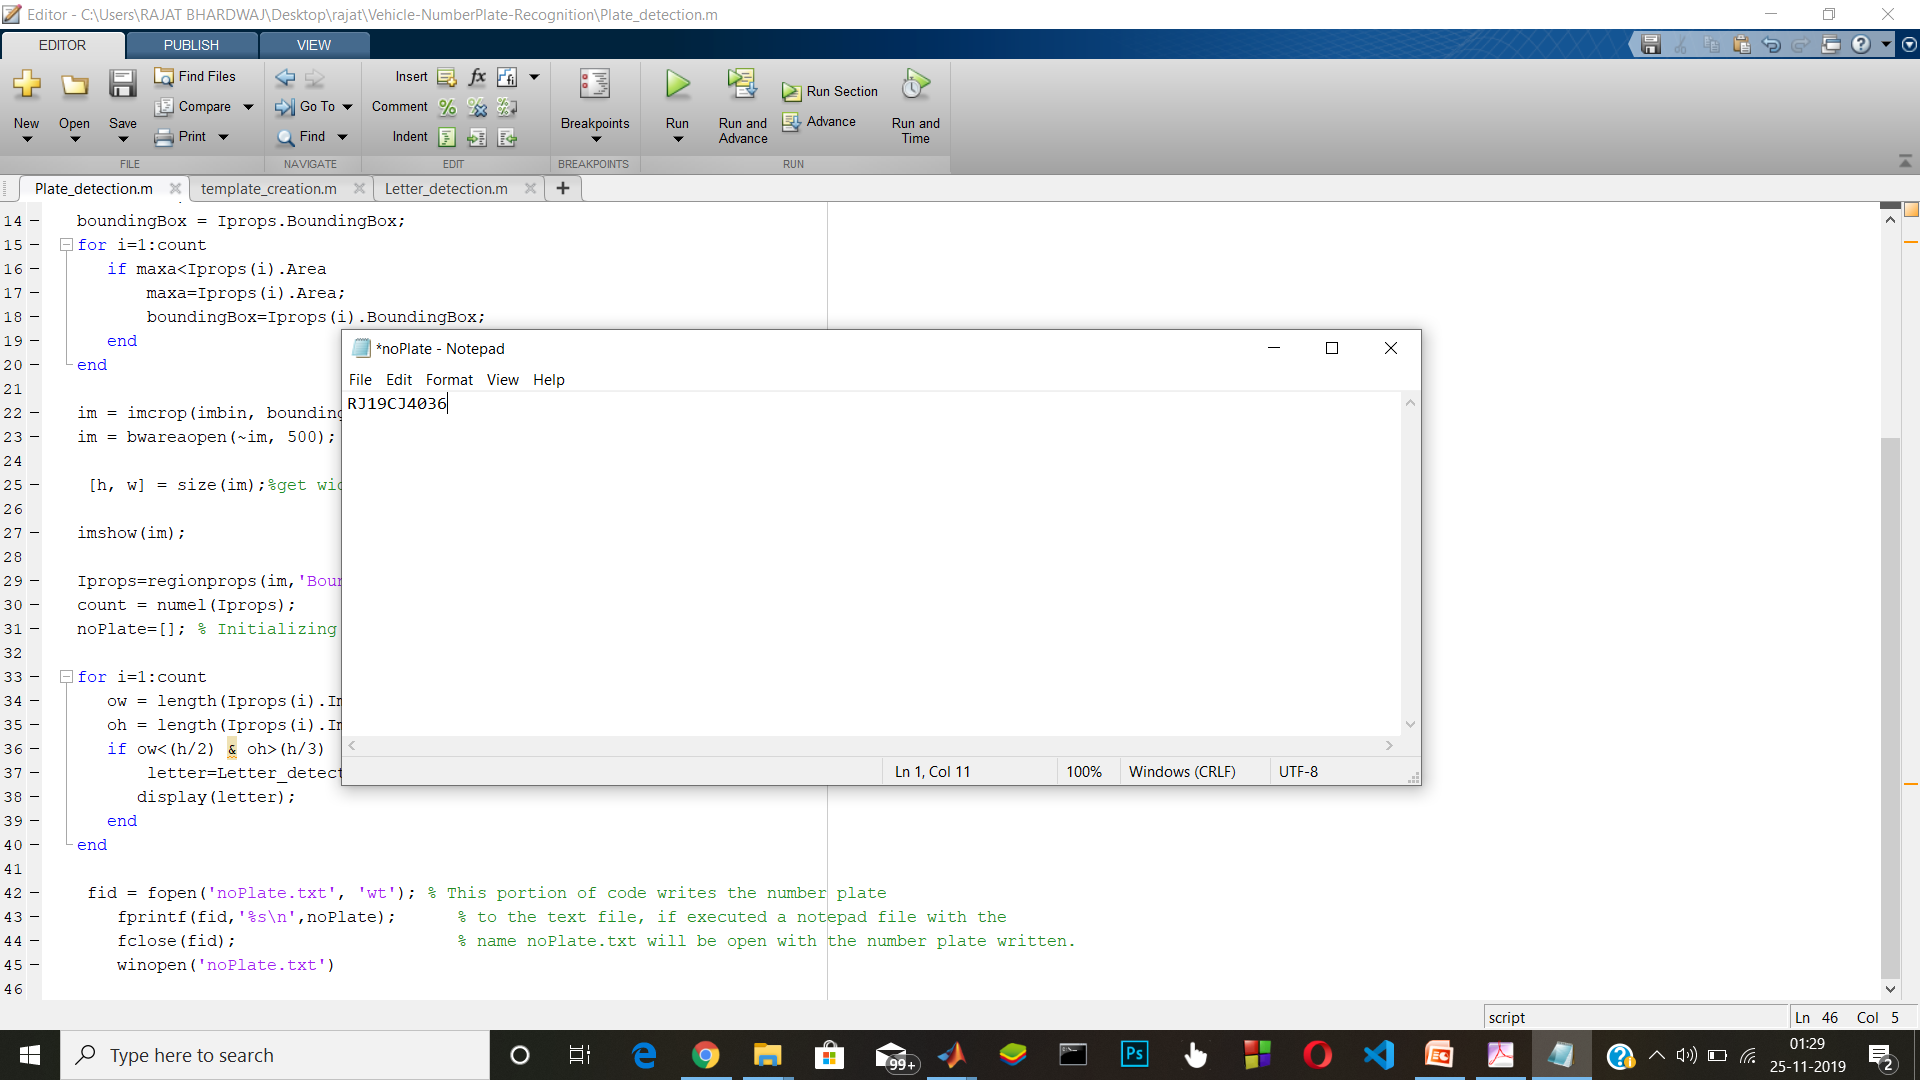 Editor - C:\Users\RAJAT BHARDWAJ\Desktop\rajat\Vehicle-NumberPlate-Recognition\Plate_detection.m
EDITOR PUBLISH VIEW
New Open Save Find Files Compare Print
FILE
Go To Find
NAVIGATE
Insert fx
Comment
Indent
EDIT
Breakpoints
BREAKPOINTS
Run
Run and Advance
Run Section
Advance
Run and Time
RUN
Plate_detection.m template_creation.m Letter_detection.m
14 boundingBox = Iprops.BoundingBox;
15 for i=1:count
16 if maxa<Iprops(i).Area
17 maxa=Iprops(i).Area;
18 boundingBox=Iprops(i).BoundingBox;
19 end
20 end
21
22 im = imcrop(imbin, bounding
23 im = bwareaopen(~im, 500);
24
25 [h, w] = size(im);%get wid
26
27 imshow(im);
28
29 Iprops=regionprops(im,'Boun
30 count = numel(Iprops);
31 noPlate=[]; % Initializing
32
33 for i=1:count
34 ow = length(Iprops(i).Im
35 oh = length(Iprops(i).Im
36 if ow<(h/2) & oh>(h/3)
37 letter=Letter_detect
38 display(letter);
39 end
40 end
41
42 fid = fopen('noPlate.txt', 'wt'); % This portion of code writes the number plate
43 fprintf(fid,'%s\n',noPlate); % to the text file, if executed a notepad file with the
44 fclose(fid); % name noPlate.txt will be open with the number plate written.
45 winopen('noPlate.txt')
46
*noPlate - Notepad
File Edit Format View Help
RJ19CJ4036
Ln 1, Col 11 100% Windows (CRLF) UTF-8
script Ln 46 Col 5
Type here to search
99+
Ps
01:29
25-11-2019
2